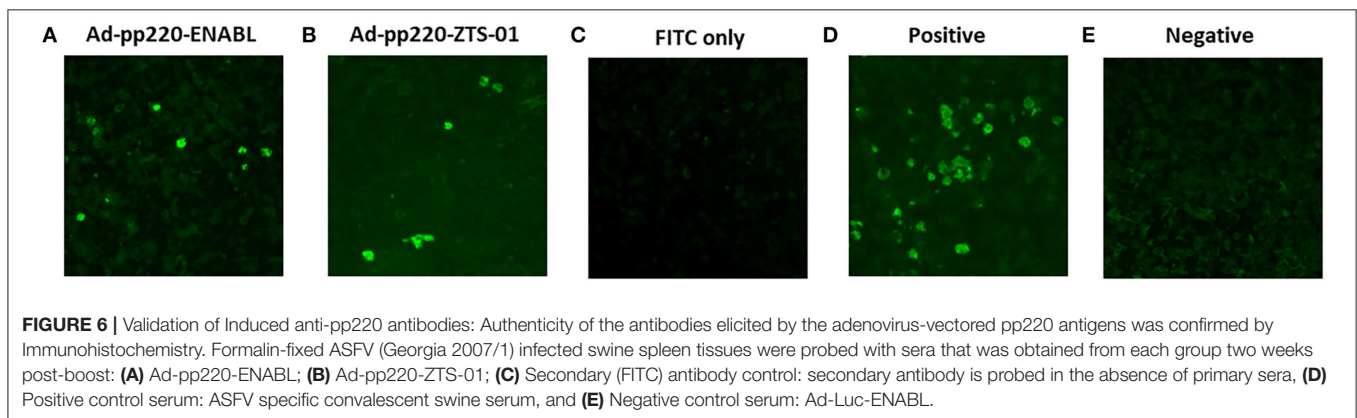 A Ad-pp220-ENABL B Ad-pp220-ZTS-01 C FITC only D Positive E Negative
FIGURE 6 | Validation of Induced anti-pp220 antibodies: Authenticity of the antibodies elicited by the adenovirus-vectored pp220 antigens was confirmed by
Immunohistochemistry. Formalin-fixed ASFV (Georgia 2007/1) infected swine spleen tissues were probed with sera that was obtained from each group two weeks
post-boost: (A) Ad-pp220-ENABL; (B) Ad-pp220-ZTS-01; (C) Secondary (FITC) antibody control: secondary antibody is probed in the absence of primary sera, (D)
Positive control serum: ASFV specific convalescent swine serum, and (E) Negative control serum: Ad-Luc-ENABL.